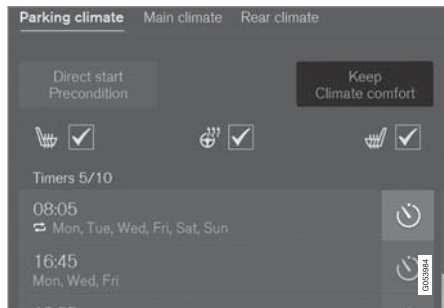 Parking climate Main climate Rear climate
Direct start Keep
Precondition Climate comfort
Timers 5/10
08:05
Mon, Tue, Wed, Fri, Sat, Sun
16:45
Mon, Wed, Fri
G053984